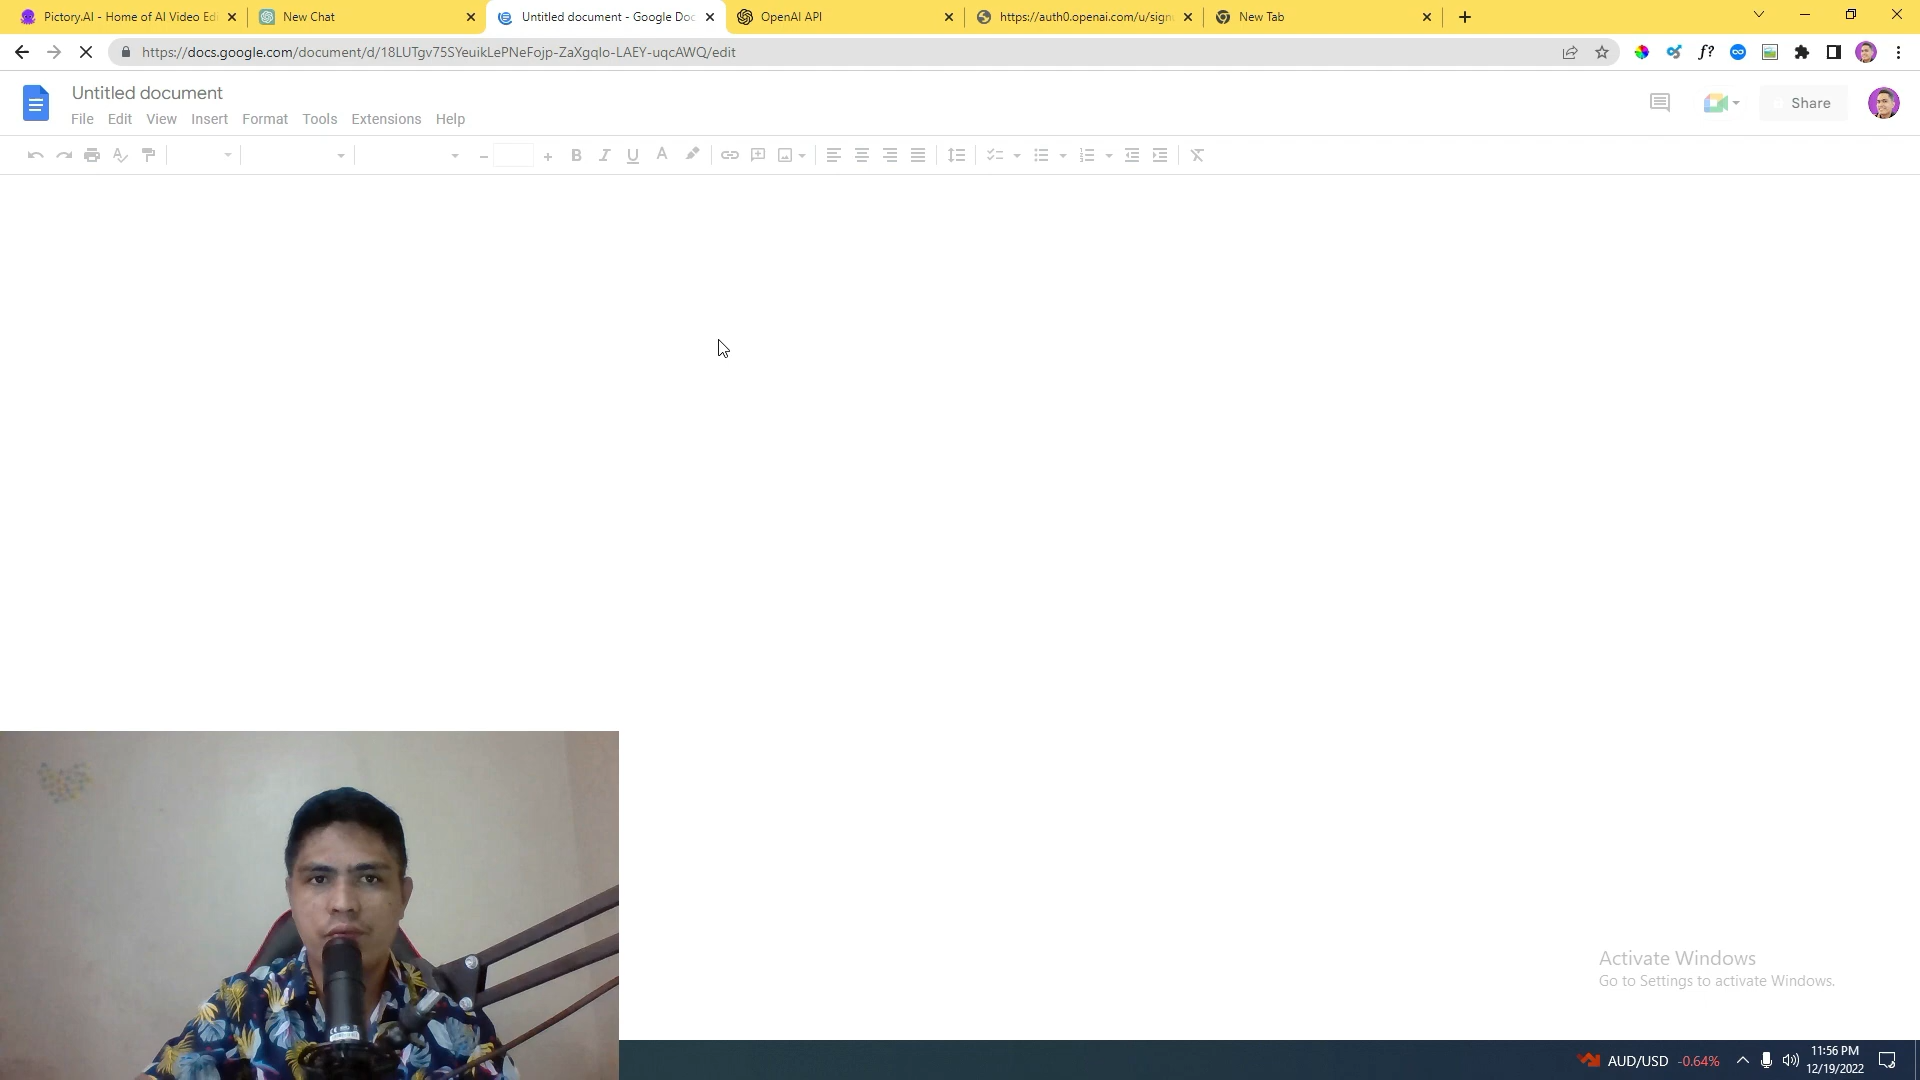 Pictory.AI - Home of AI Video Edi
New Chat
Untitled document - Google Doc
OpenAI API
https://auth0.openai.com/u/sign
New Tab
https://docs.google.com/document/d/18LUTgv75SYeuikLePNeFojp-ZaXgqIo-LAEY-uqcAWQ/edit
f?
Untitled document
File Edit View Insert Format Tools Extensions Help
Share
Activate Windows
Go to Settings to activate Windows.
AUD/USD -0.64%
11:56 PM
12/19/2022